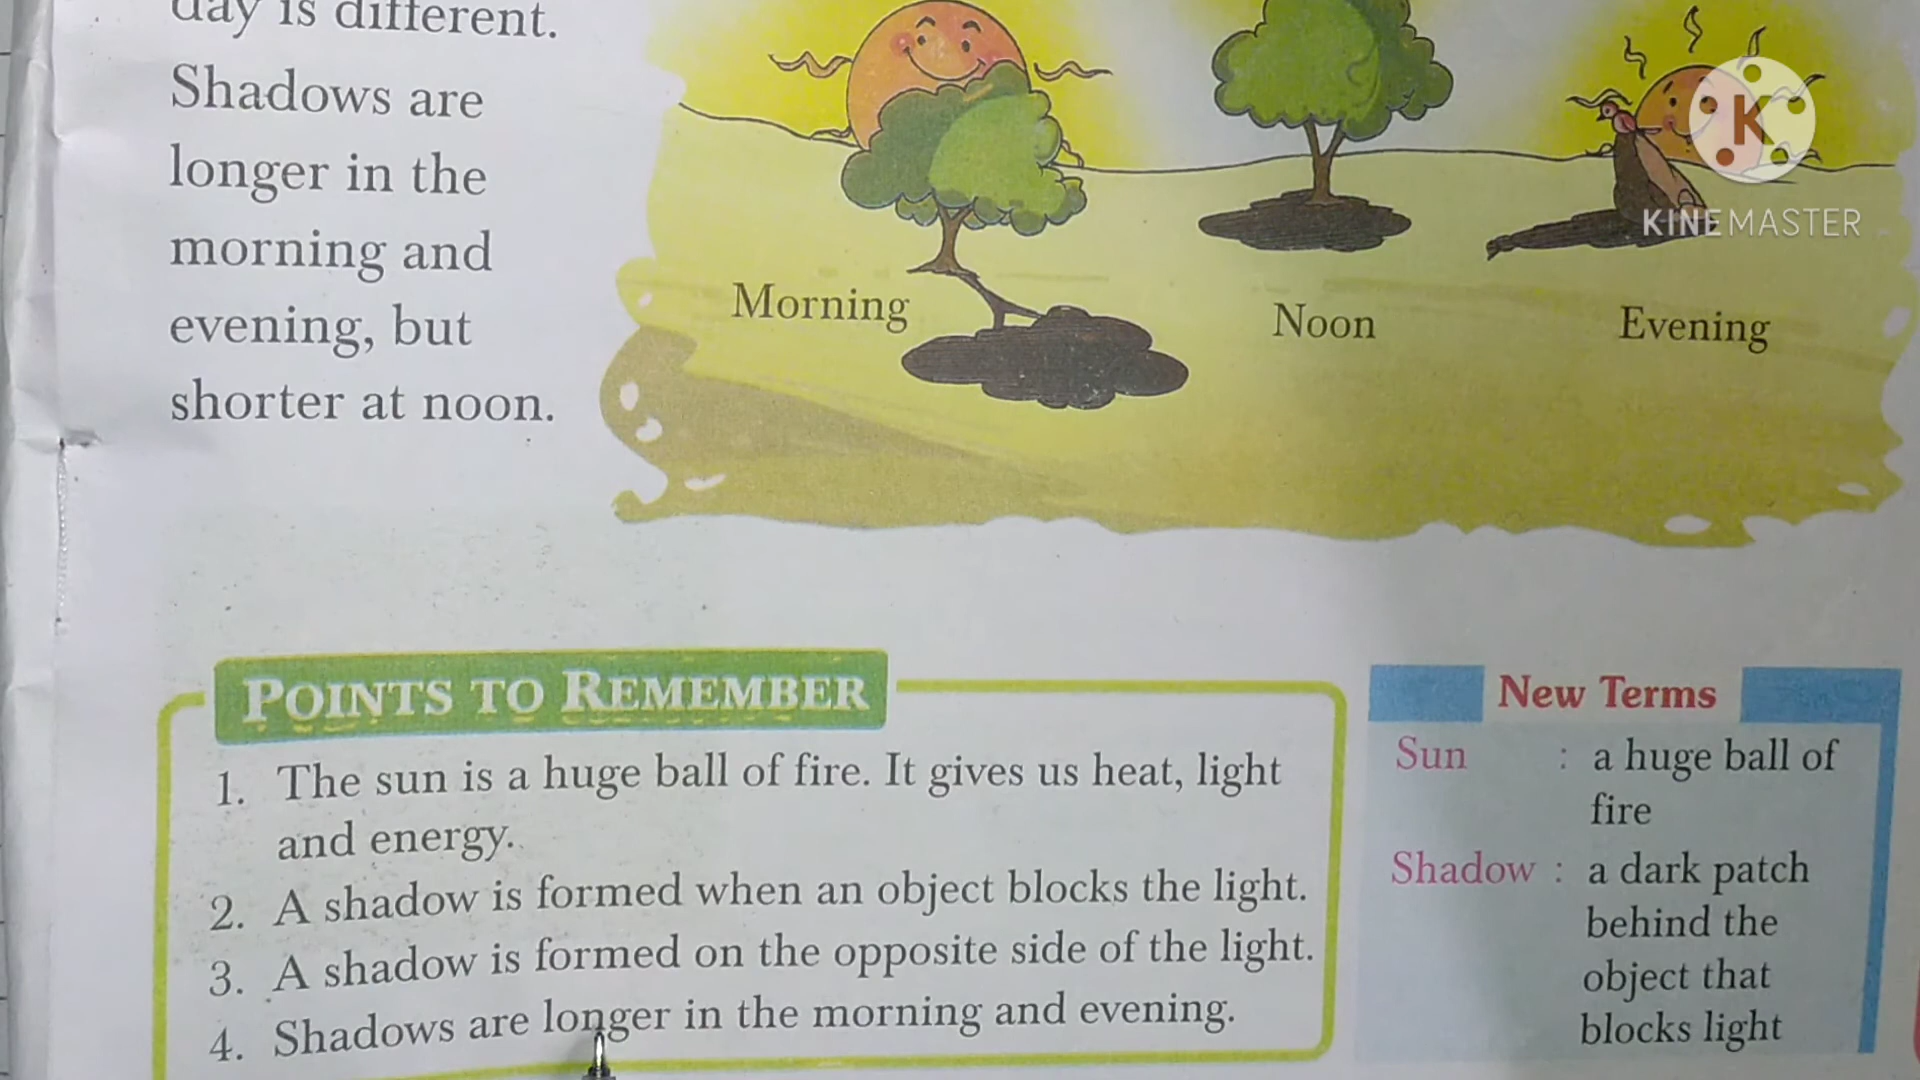 day is different.
Shadows are
longer in the
morning and
evening, but
shorter at noon.
Morning
Noon
Evening
K
KINEMASTER
POINTS TO REMEMBER
1. The sun is a huge ball of fire. It gives us heat, light
and energy.
2. A shadow is formed when an object blocks the light.
3. A shadow is formed on the opposite side of the light.
4. Shadows are longer in the morning and evening.
New Terms
Sun : a huge ball of
fire
Shadow : a dark patch
behind the
object that
blocks light